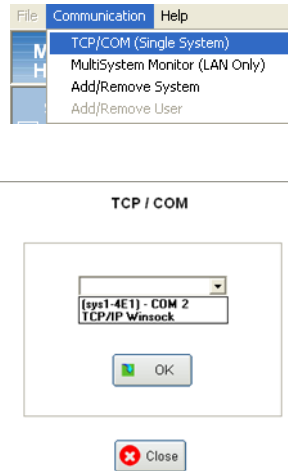 File Communication Help
TCP/COM (Single System)
MultiSystem Monitor (LAN Only)
Add/Remove System
Add/Remove User
M
H
TCP / COM
(sys1-4E1) - COM 2
TCP/IP Winsock
OK
Close